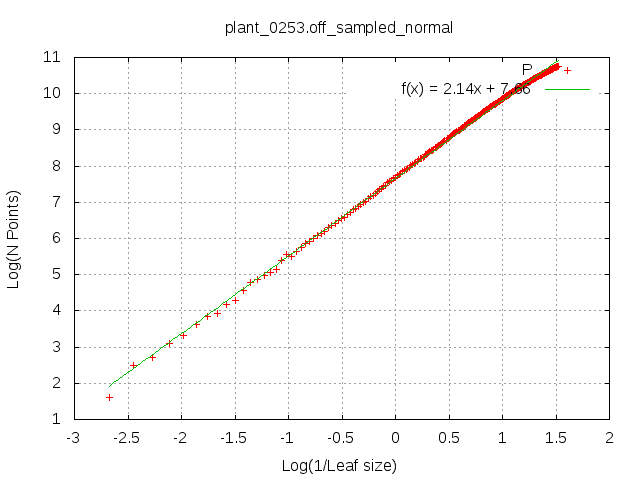 plant_0253.off_sampled_normal
11
10
9
8
7
6
5
4
3
2
1
P
f(x) = 2.14x + 7.66
Log(N Points)
-3 -2.5 -2 -1.5 -1 -0.5 0 0.5 1 1.5 2
Log(1/Leaf size)